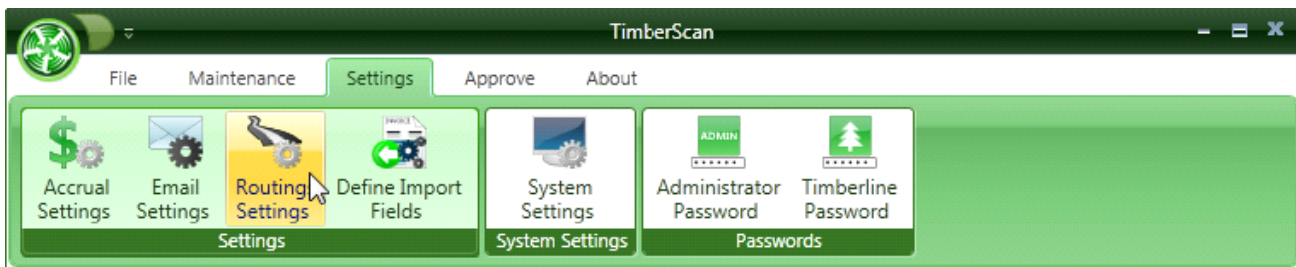 TimberScan
File Maintenance Settings Approve About
INVOICE
ADMIN
Accrual Settings
Email Settings
Routing Settings
Define Import Fields
System Settings
Administrator Password
Timberline Password
Settings System Settings Passwords